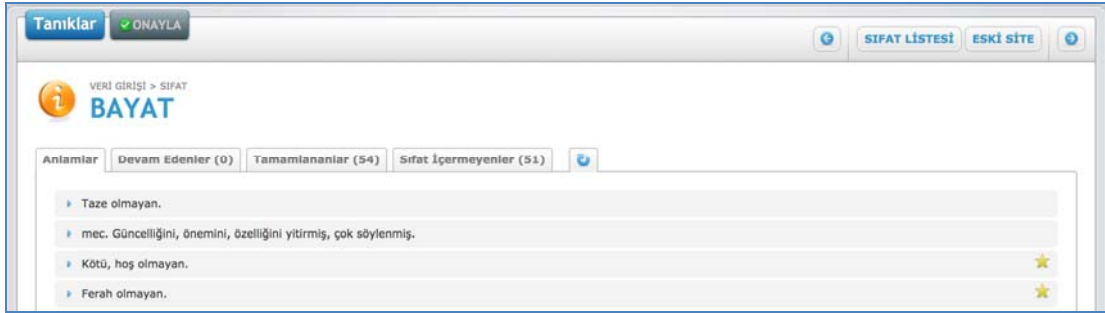 Tanıklar ONAYLA
SIFAT LİSTESİ ESKİ SİTE
VERİ GİRİŞİ > SIFAT
BAYAT
Anlamlar Devam Edenler (0) Tamamlananlar (54) Sıfat İçermeyenler (51)
Taze olmayan.
mec. Güncelliğini, önemini, özelliğini yitirmiş, çok söylenmiş.
Kötü, hoş olmayan.
Ferah olmayan.